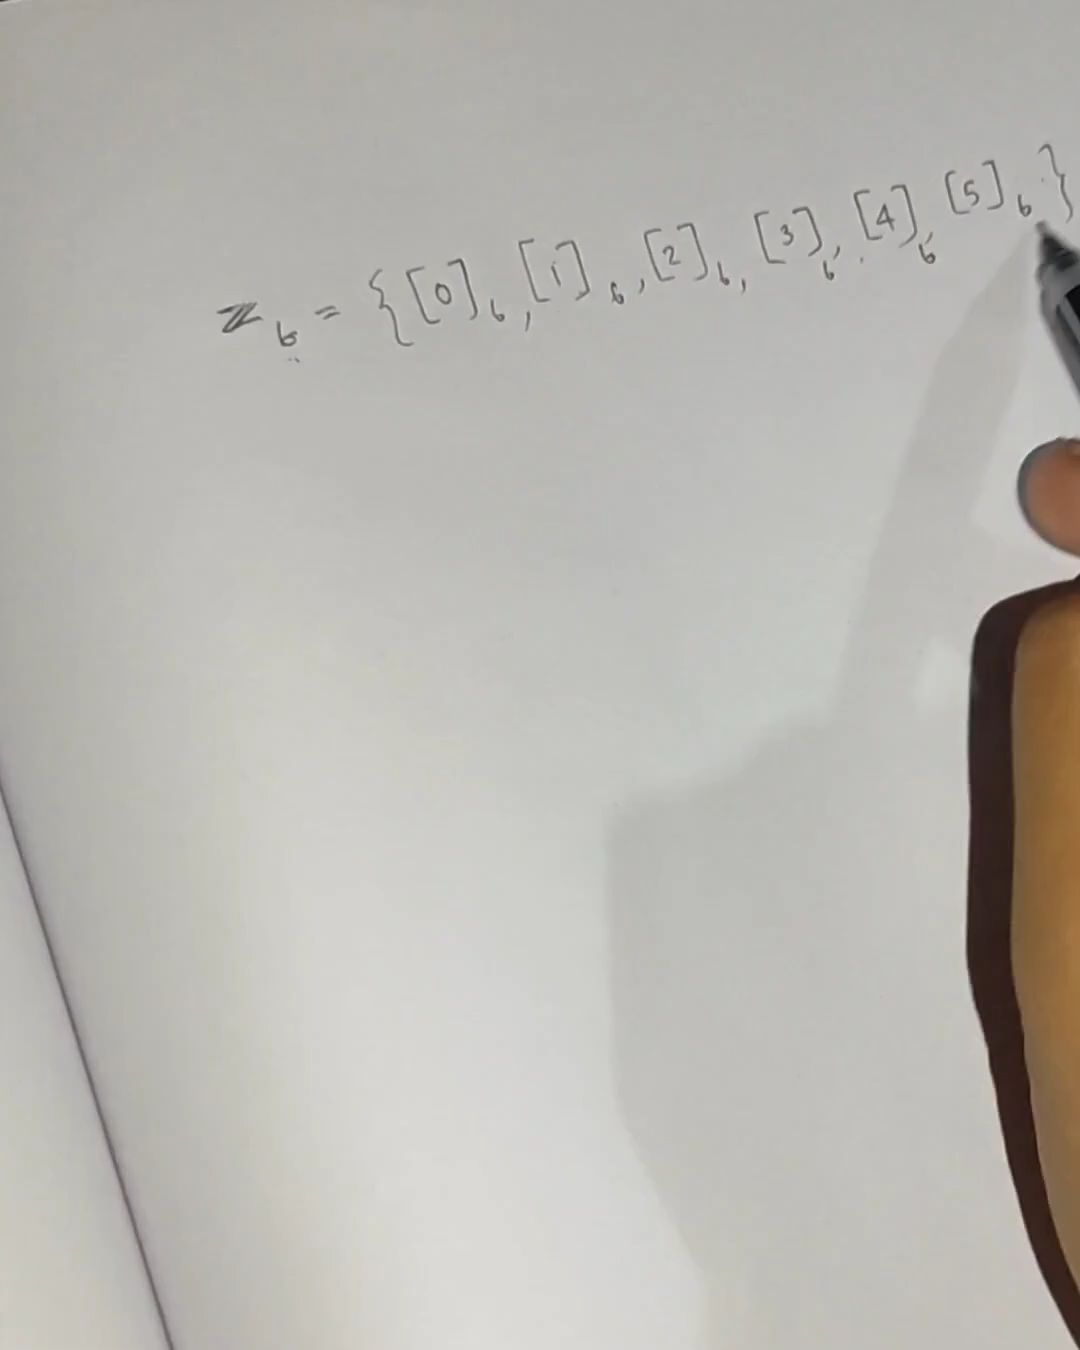 ℤ₆ = {[0]₆, [1]₆, [2]₆, [3]₆, [4]₆, [5]₆}